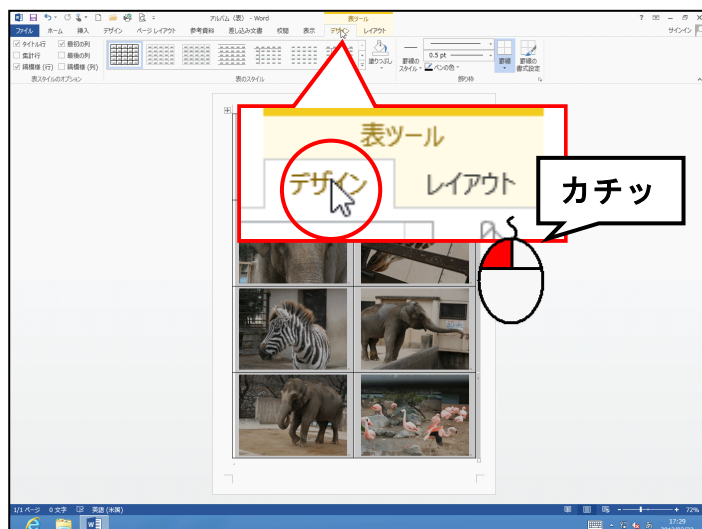 アルバム (表) - Word
表ツール
サインイン
ファイル ホーム 挿入 デザイン ページ レイアウト 参考資料 差し込み文書 校閲 表示 デザイン レイアウト
タイトル行 最初の列
集計行 最後の列
縞模様 (行) 縞模様 (列)
表スタイルのオプション
表のスタイル
塗りつぶし
罫線の
スタイル
0.5 pt
ペンの色
罫線
罫線の
書式設定
飾り枠
表ツール
デザイン レイアウト
カチッ
1/1 ページ 0 文字 英語 (米国)
72%
17:29